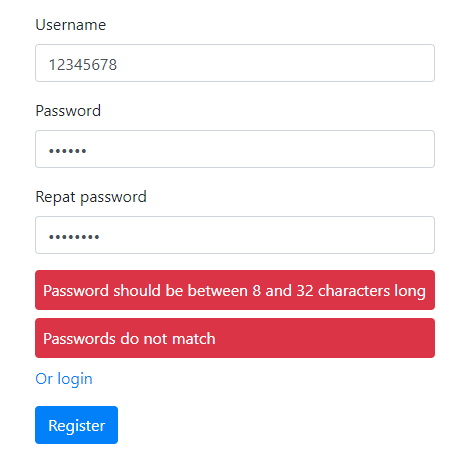 Username
12345678
Password
••••••
Repat password
••••••••
Password should be between 8 and 32 characters long
Passwords do not match
Or login
Register